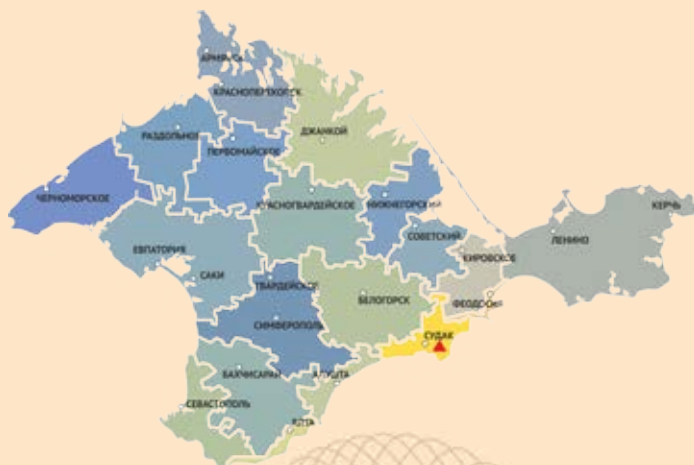 АРМЯНСК
КРАСНОПЕРЕКОПСК
РАЗДОЛЬНОЕ
ДЖАНКОЙ
ПЕРВОМАЙСКОЕ
ЧЕРНОМОРСКОЕ
КРАСНОГВАРДЕЙСКОЕ
НИЖНЕГОРСКИЙ
КЕРЧЬ
СОВЕТСКИЙ
ЛЕНИНО
ЕВПАТОРИЯ
КИРОВСКОЕ
САКИ
ГВАРДЕЙСКОЕ
БЕЛОГОРСК
ФЕОДОСИЯ
СИМФЕРОПОЛЬ
СУДАК
БАХЧИСАРАЙ
АЛУШТА
СЕВАСТОПОЛЬ
ЯЛТА